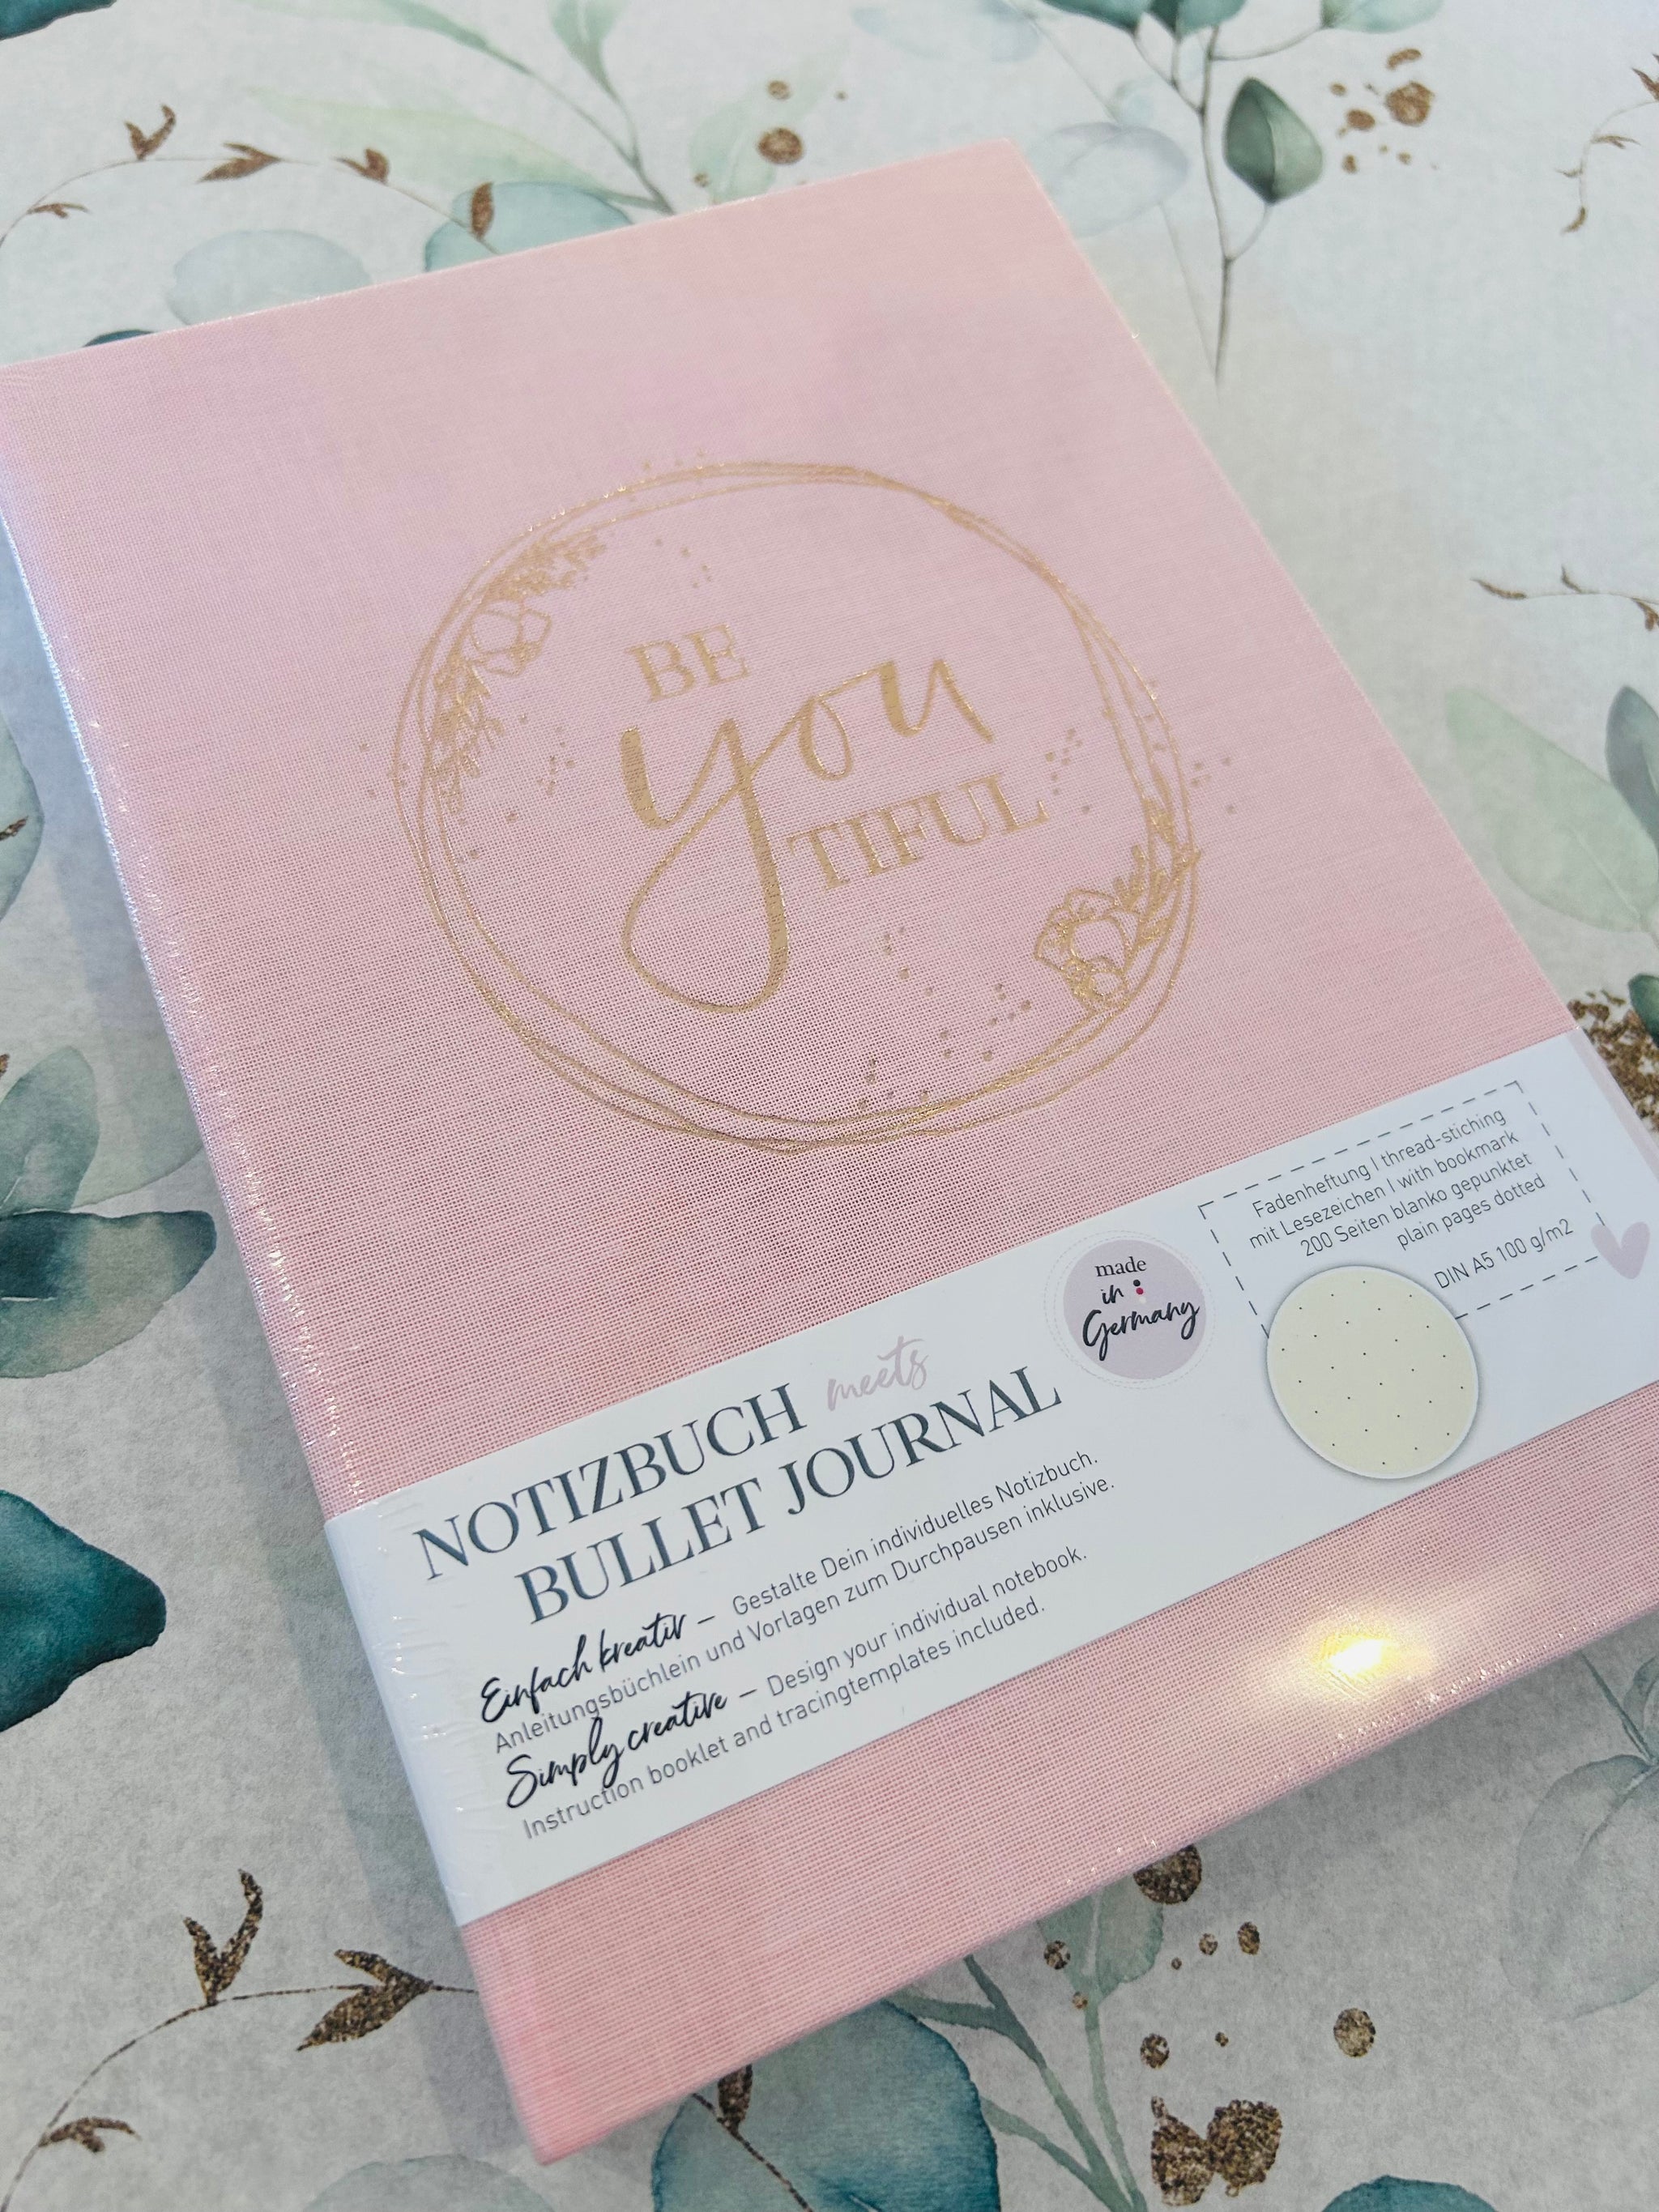 BE
you
TIFUL
Fadenheftung | thread-stiching
mit Lesezeichen | with bookmark
200 Seiten blanko gepunktet
plain pages dotted
DIN A5 100 g/m2
made
in
Germany
NOTIZBUCH meets
BULLET JOURNAL
Einfach kreativ – Gestalte Dein individuelles Notizbuch.
Anleitungsbüchlein und Vorlagen zum Durchpausen inklusive.
Simply creative – Design your individual notebook.
Instruction booklet and tracingtemplates included.